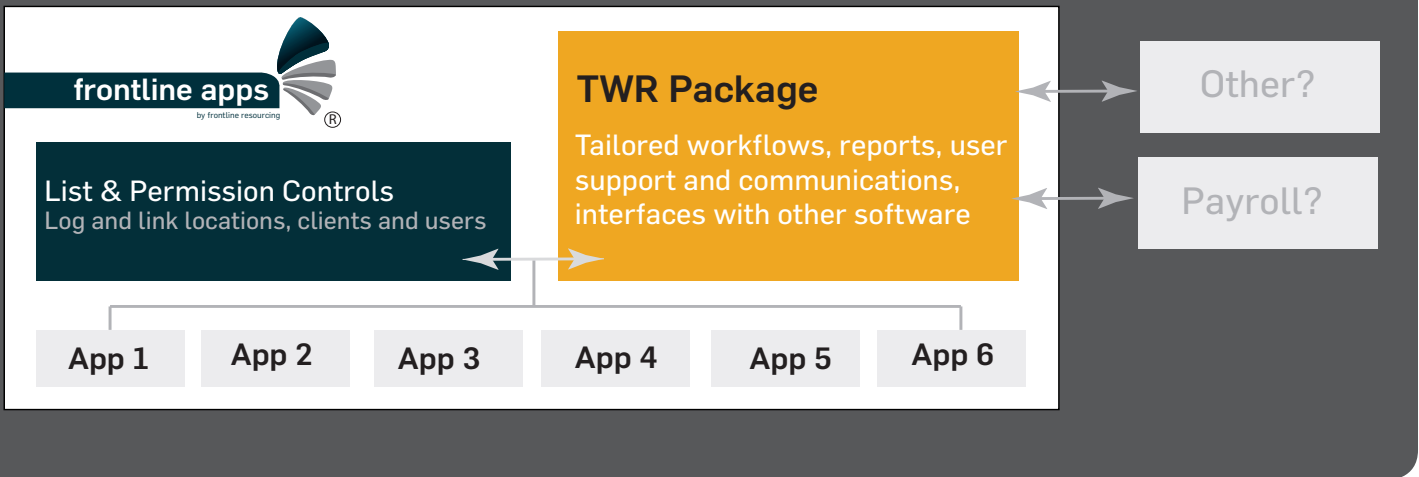 frontline apps
by frontline resourcing
®
List & Permission Controls
Log and link locations, clients and users
TWR Package
Tailored workflows, reports, user
support and communications,
interfaces with other software
Other?
Payroll?
App 1
App 2
App 3
App 4
App 5
App 6